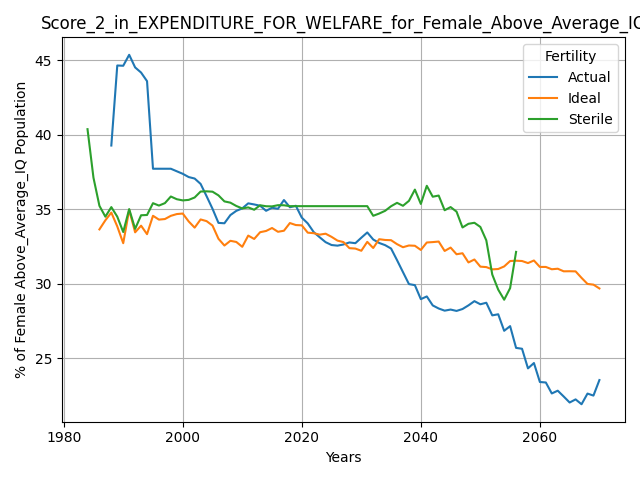 Score_2_in_EXPENDITURE_FOR_WELFARE_for_Female_Above_Average_IQ
Fertility
Actual
Ideal
Sterile
% of Female Above_Average_IQ Population
45
40
35
30
25
1980
2000
2020
2040
2060
Years